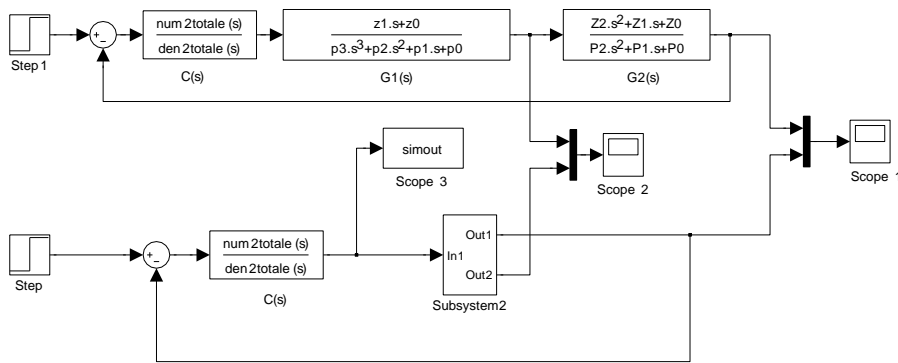 num2totale(s)
den2totale(s)
z1.s+z0
p3.s³+p2.s²+p1.s+p0
Z2.s²+Z1.s+Z0
P2.s²+P1.s+P0
Step 1
C(s)
G1(s)
G2(s)
simout
Scope 3
Scope 2
Scope 1
num2totale(s)
den2totale(s)
In1
Out1
Out2
Step
C(s)
Subsystem2